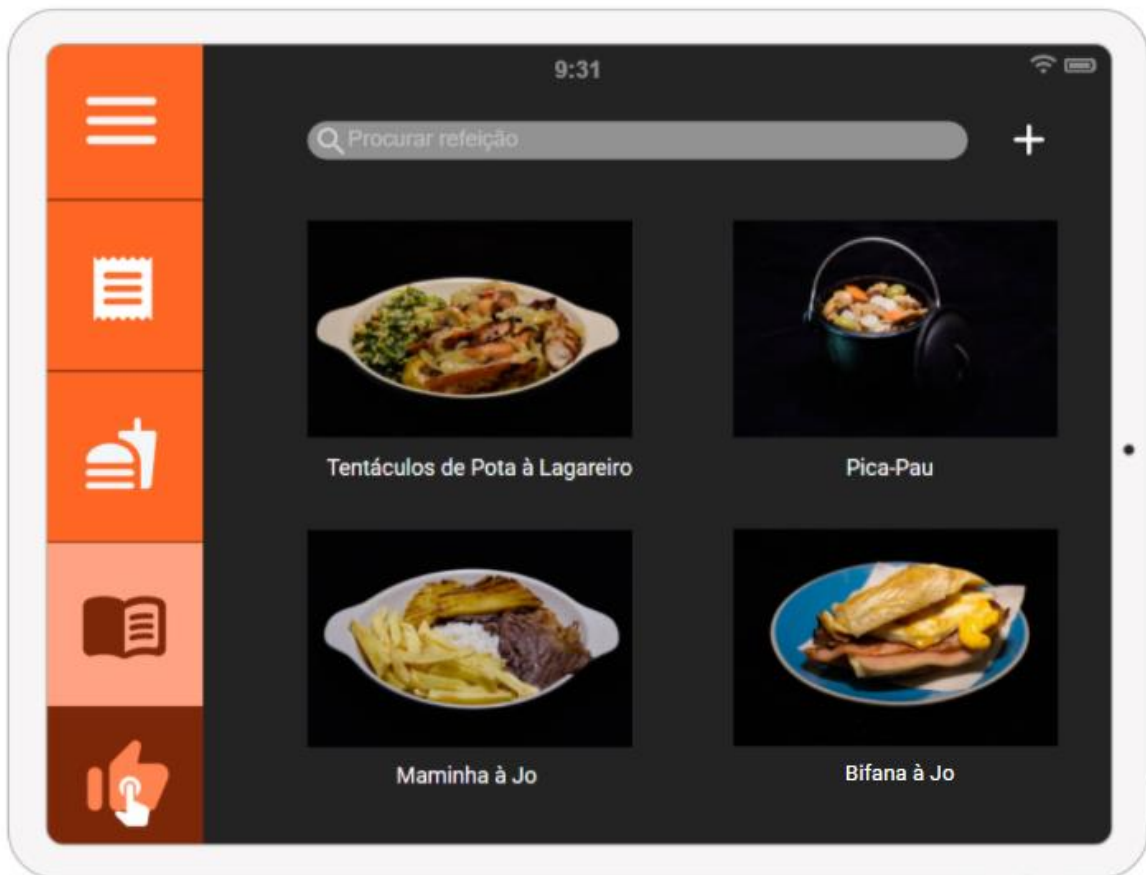 9:31
Procurar refeição
Tentáculos de Pota à Lagareiro
Pica-Pau
Maminha à Jo
Bifana à Jo